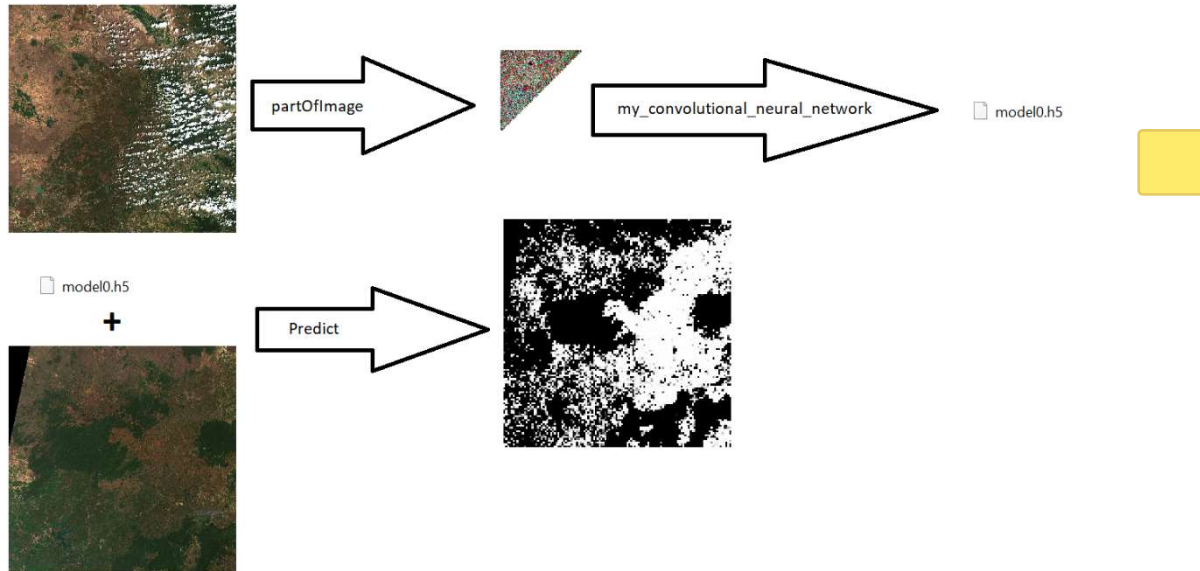 partOfImage
my_convolutional_neural_network
model0.h5
model0.h5
+
Predict